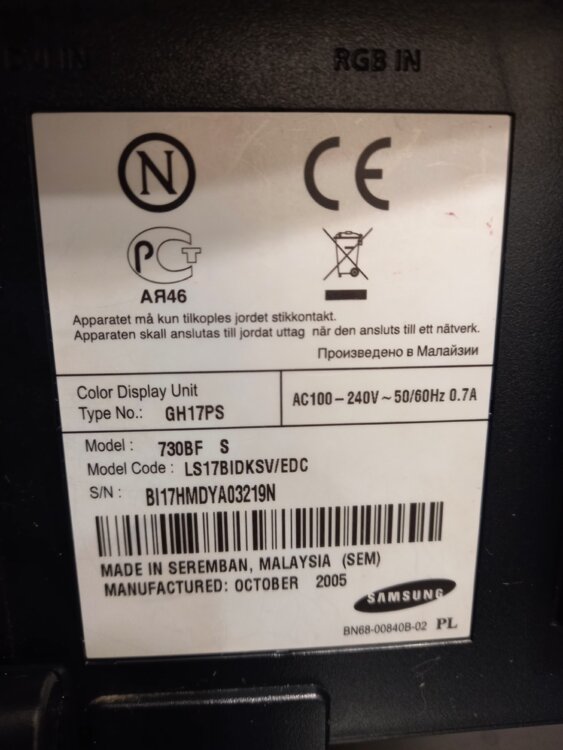 RGB IN
N
CE
РСТ
АЯ46
Apparatet må kun tilkoples jordet stikkontakt.
Apparaten skall anslutas till jordat uttag när den ansluts till ett nätverk.
Произведено в Малайзии
Color Display Unit
Type No.: GH17PS
AC100-240V~50/60Hz 0.7A
Model : 730BF S
Model Code : LS17BIDKSV/EDC
S/N : BI17HMDYA03219N
MADE IN SEREMBAN, MALAYSIA (SEM)
MANUFACTURED: OCTOBER 2005
SAMSUNG
BN68-00840B-02 PL